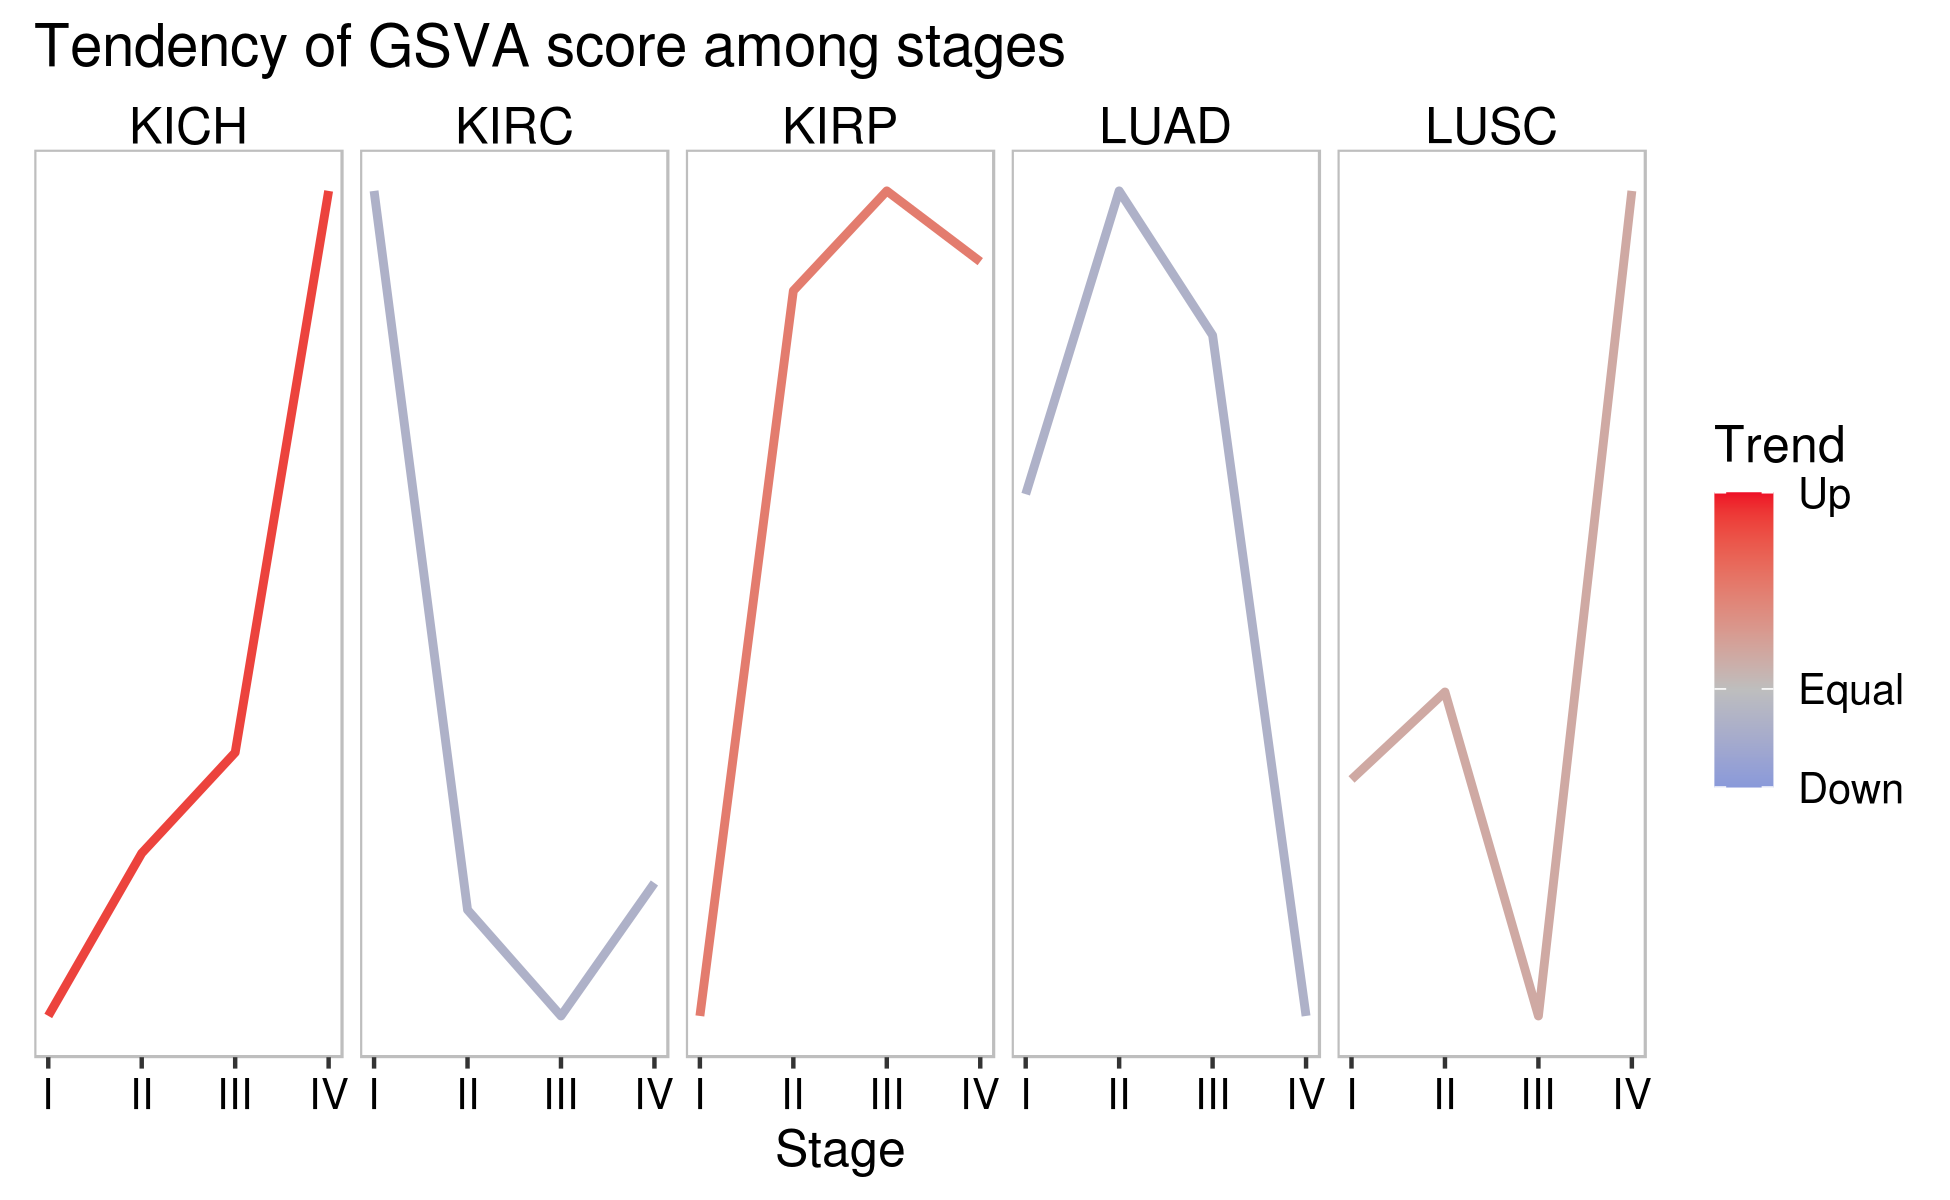 Tendency of GSVA score among stages
KICH KIRC KIRP LUAD LUSC
Trend
Up
Equal
Down
I II III IV I II III IV I II III IV I II III IV I II III IV
Stage